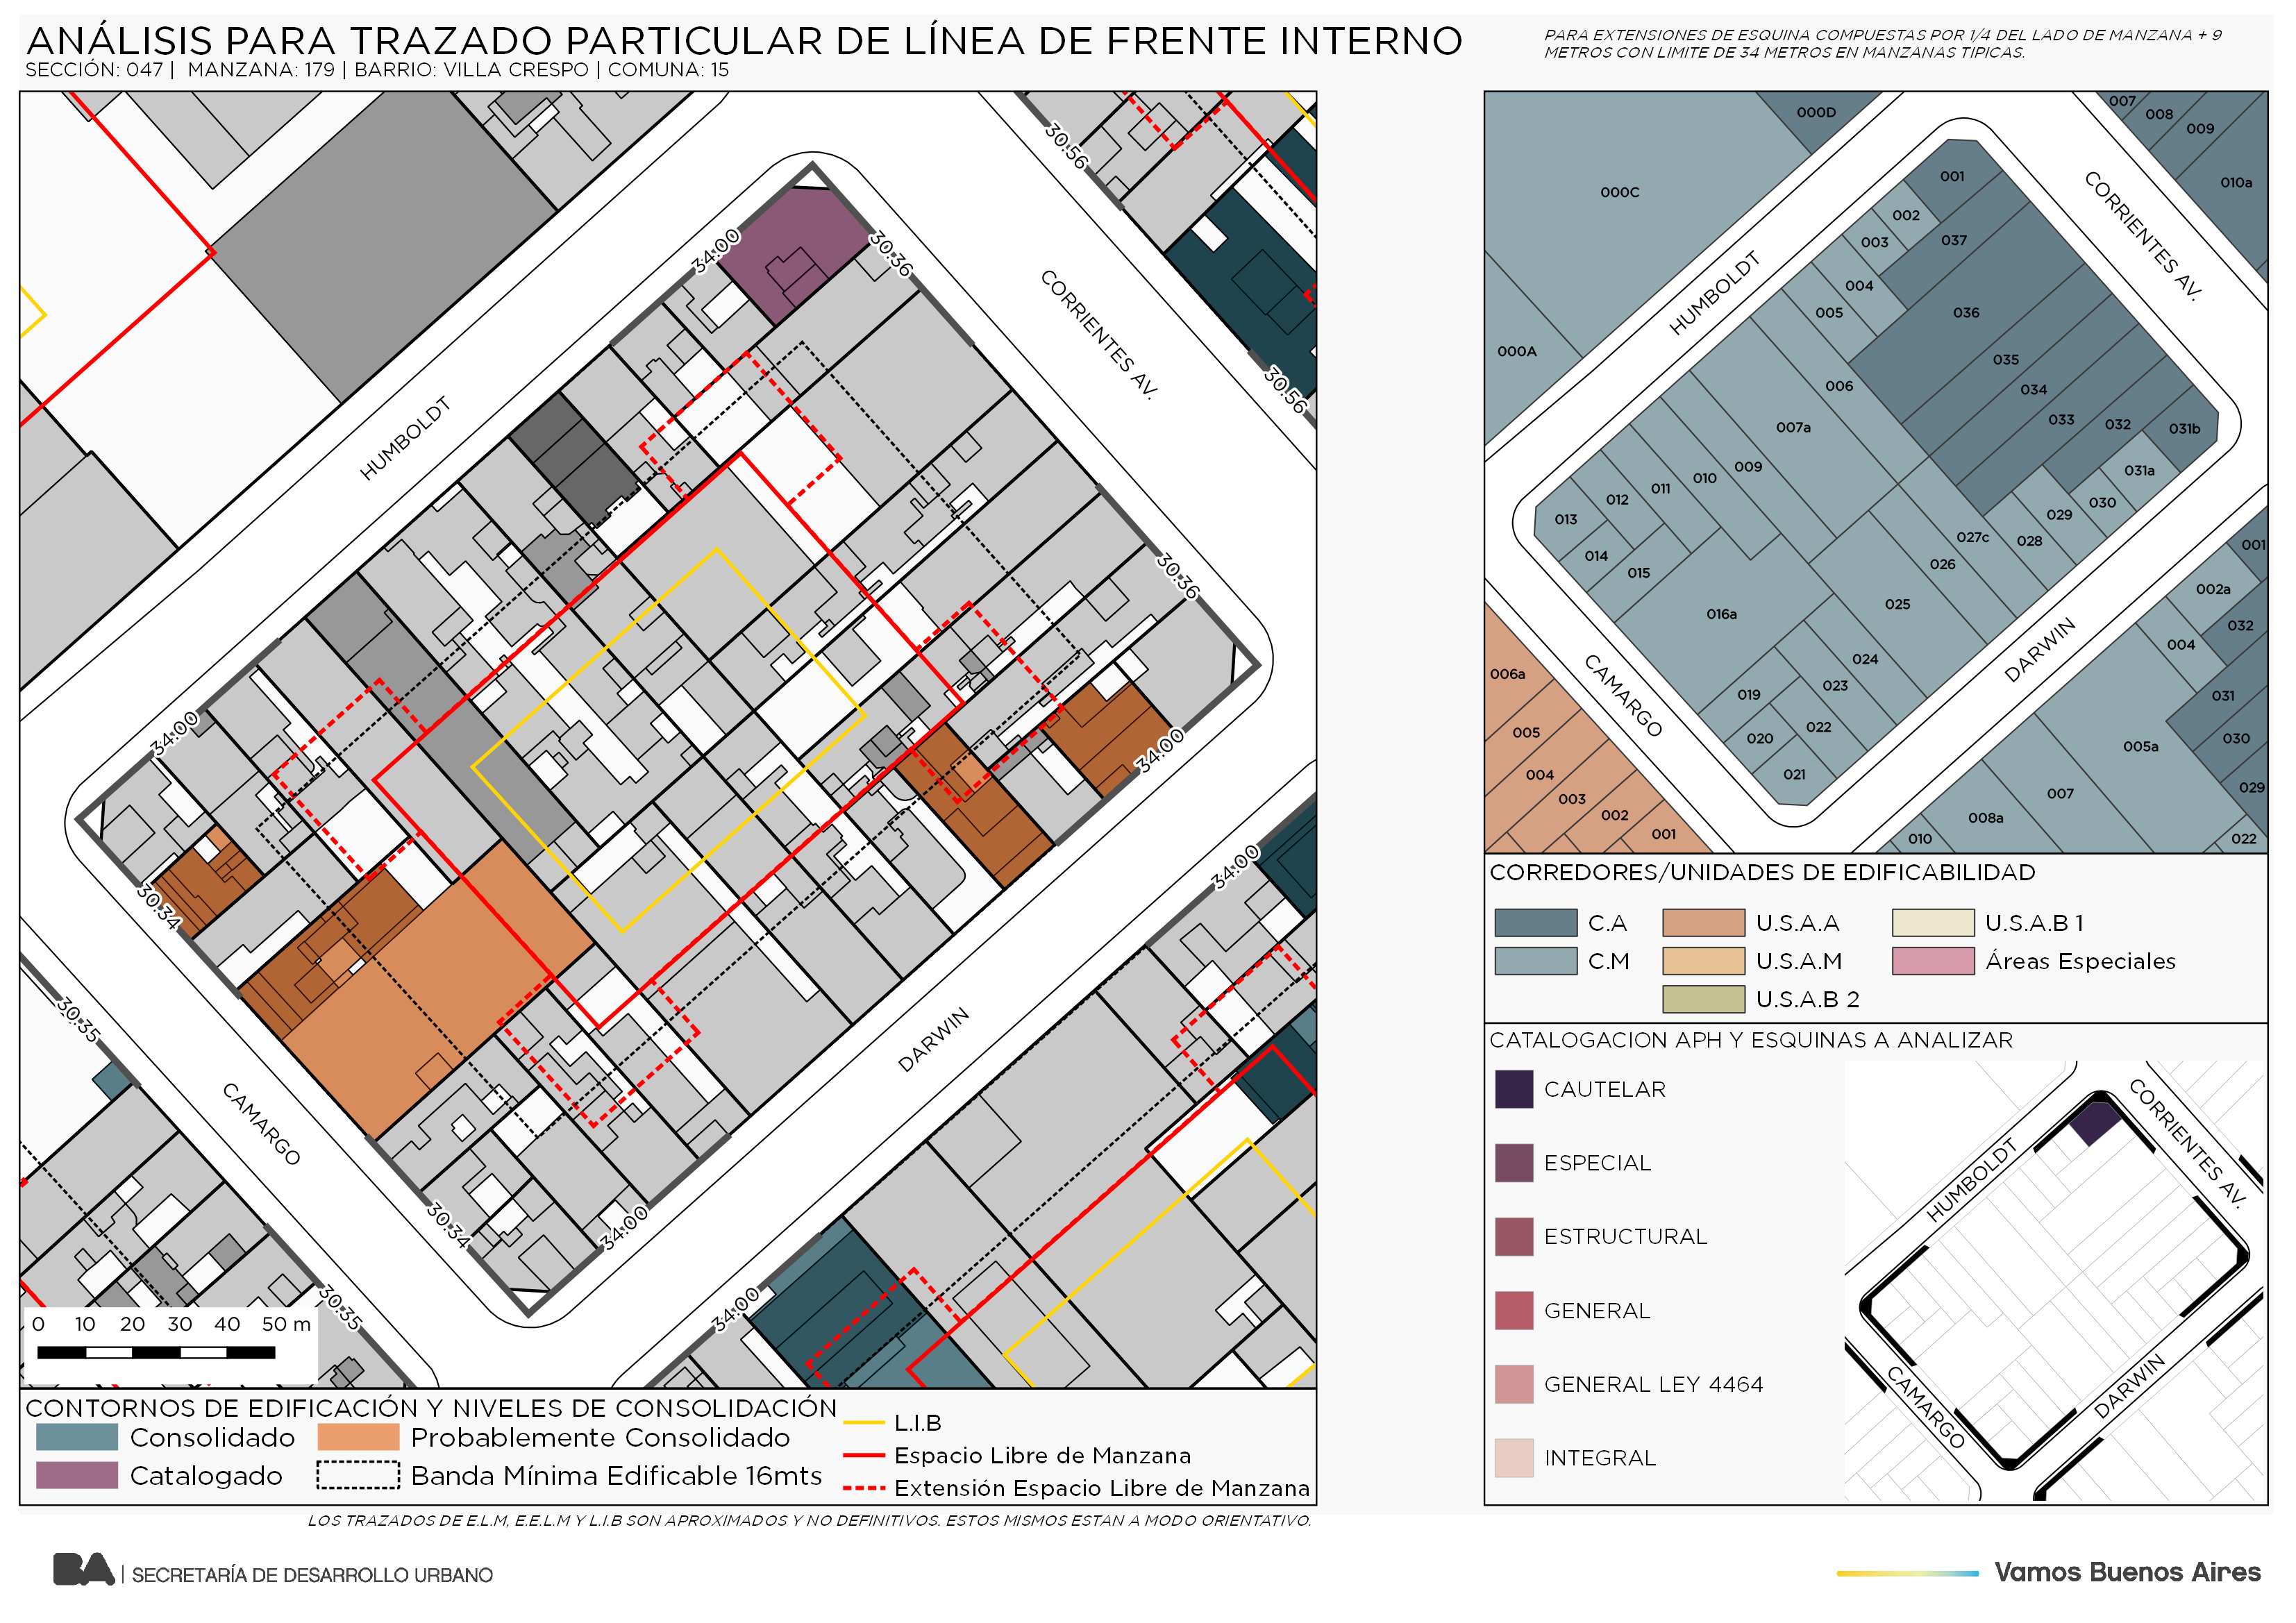 ANÁLISIS PARA TRAZADO PARTICULAR DE LÍNEA DE FRENTE INTERNO
SECCIÓN: 047 | MANZANA: 179 | BARRIO: VILLA CRESPO | COMUNA: 15
PARA EXTENSIONES DE ESQUINA COMPUESTAS POR 1/4 DEL LADO DE MANZANA + 9
METROS CON LIMITE DE 34 METROS EN MANZANAS TIPICAS.
30.56
34.00
30.36
CORRIENTES AV.
30.56
HUMBOLDT
30.36
34.00
34.00
30.34
34.00
30.35
DARWIN
CAMARGO
30.34
34.00
34.00
30.35
0 10 20 30 40 50 m
CONTORNOS DE EDIFICACIÓN Y NIVELES DE CONSOLIDACIÓN
Consolidado
Probablemente Consolidado
Catalogado
Banda Mínima Edificable 16mts
L.I.B
Espacio Libre de Manzana
Extensión Espacio Libre de Manzana
LOS TRAZADOS DE E.L.M, E.E.L.M Y L.I.B SON APROXIMADOS Y NO DEFINITIVOS. ESTOS MISMOS ESTAN A MODO ORIENTATIVO.
000D
007
008
009
010a
000C
000A
001
002
003
037
004
005
036
006
035
034
033
032
031b
031a
007a
009
010
011
012
013
014
015
030
029
028
027c
026
025
016a
024
023
022
019
020
021
HUMBOLDT
CORRIENTES AV.
CAMARGO
DARWIN
001
002a
032
004
031
030
029
005a
007
008a
010
022
006a
005
004
003
002
001
CORREDORES/UNIDADES DE EDIFICABILIDAD
C.A
U.S.A.A
U.S.A.B 1
C.M
U.S.A.M
Áreas Especiales
U.S.A.B 2
CATALOGACION APH Y ESQUINAS A ANALIZAR
CAUTELAR
ESPECIAL
ESTRUCTURAL
GENERAL
GENERAL LEY 4464
INTEGRAL
HUMBOLDT
CORRIENTES AV.
CAMARGO
DARWIN
BA | SECRETARÍA DE DESARROLLO URBANO
Vamos Buenos Aires